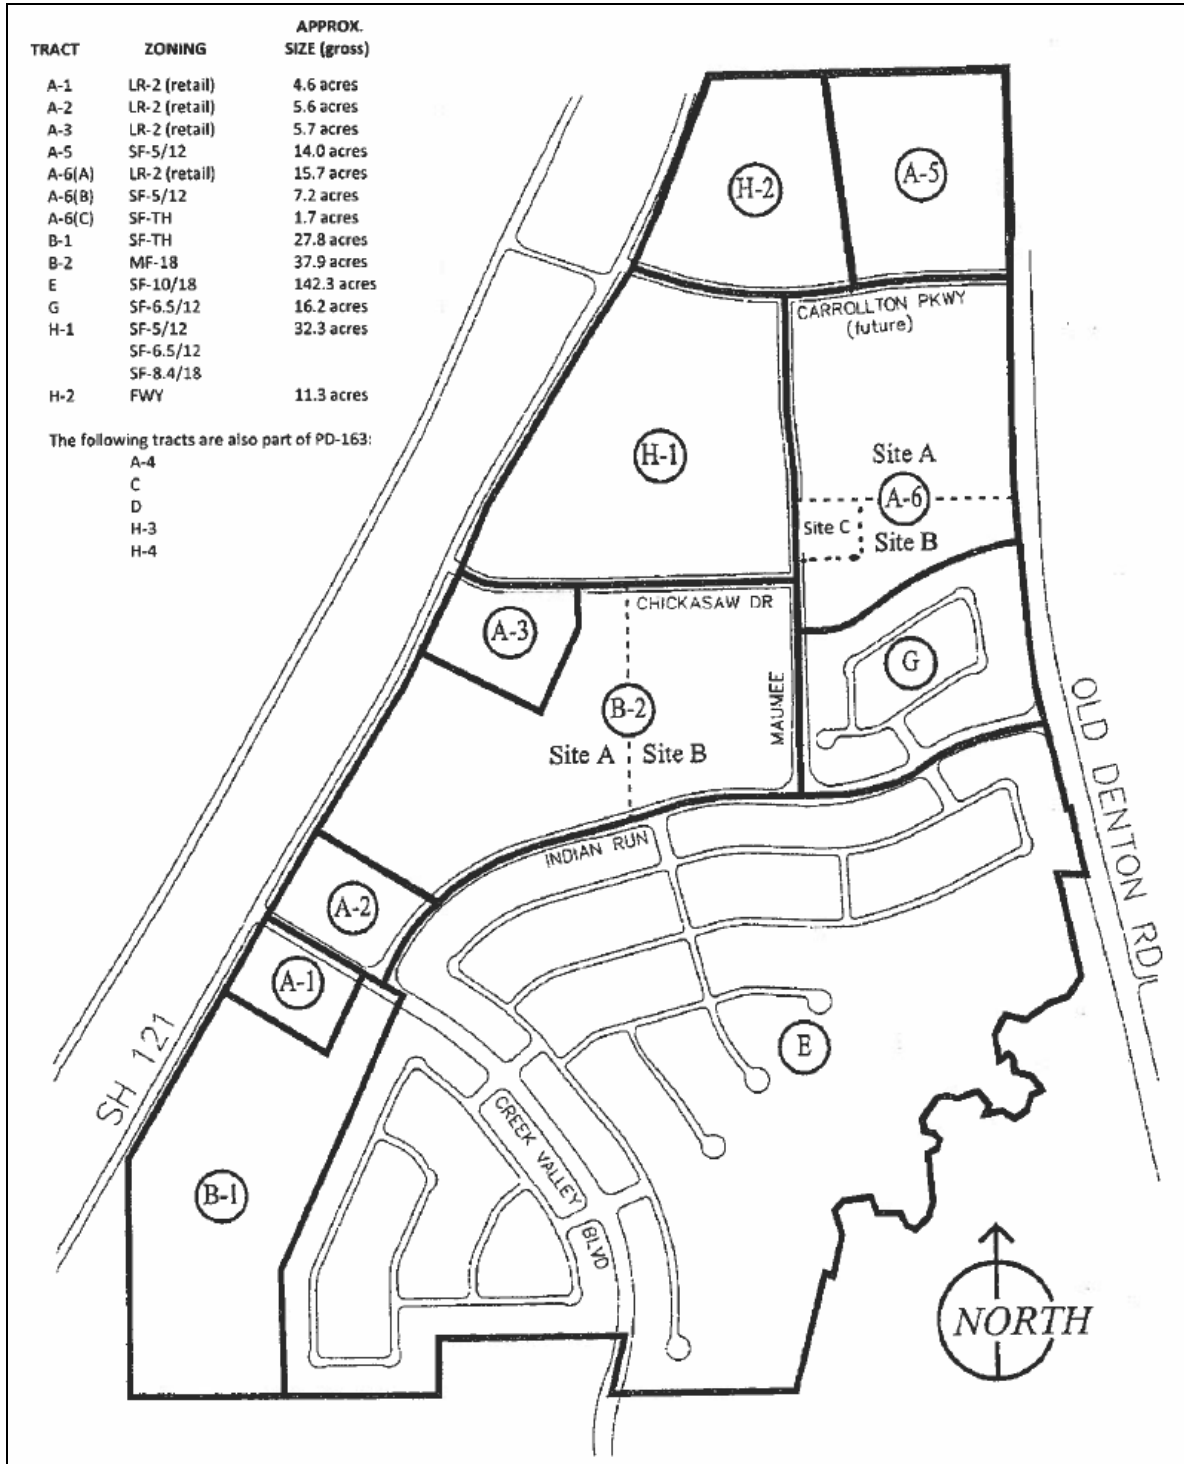 APPROX.
TRACT ZONING SIZE (gross)
A-1 LR-2 (retail) 4.6 acres
A-2 LR-2 (retail) 5.6 acres
A-3 LR-2 (retail) 5.7 acres
A-5 SF-5/12 14.0 acres
A-6(A) LR-2 (retail) 15.7 acres
A-6(B) SF-5/12 7.2 acres
A-6(C) SF-TH 1.7 acres
B-1 SF-TH 27.8 acres
B-2 MF-18 37.9 acres
E SF-10/18 142.3 acres
G SF-6.5/12 16.2 acres
H-1 SF-5/12 32.3 acres
SF-6.5/12
SF-8.4/18
H-2 FWY 11.3 acres
The following tracts are also part of PD-163:
A-4
C
D
H-3
H-4
H-2
A-5
CARROLLTON PKWY
(future)
H-1
Site A
A-6
Site C
Site B
CHICKASAW DR
A-3
G
B-2
MAUMEE
Site A
Site B
OLD DENTON RD
INDIAN RUN
A-2
A-1
SH 121
E
CREEK VALLEY
BLVD
B-1
NORTH